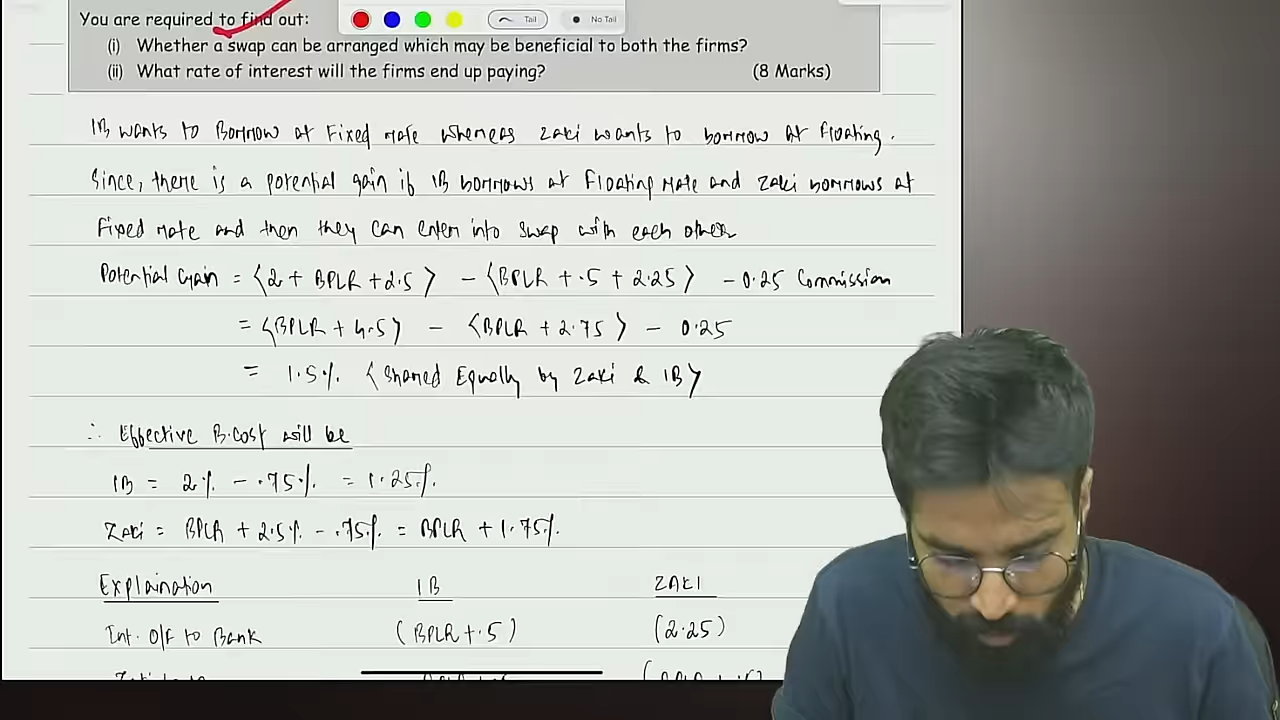 You are required to find out:
Tail
No Tail
(i) Whether a swap can be arranged which may be beneficial to both the firms?
(ii) What rate of interest will the firms end up paying? (8 Marks)
IB wants to Borrow at Fixed rate whereas Zaki wants to borrow at Floating.
Since, there is a potential gain if IB borrows at Floating rate and Zaki borrows at
Fixed rate and then they can enter into swap with each other
Potential Gain = <2 + BPLR + 2.5> - <BPLR + .5 + 2.25> - 0.25 Commission
= <BPLR + 4.5> - <BPLR + 2.75> - 0.25
= 1.5% <Shared Equally by Zaki & IB>
∴ Effective B.Cost will be
IB = 2% - .75% = 1.25%.
Zaki = BPLR + 2.5% - .75% = BPLR + 1.75%.
Explaination IB ZAKI
Int. O/F to Bank (BPLR + .5) (2.25)